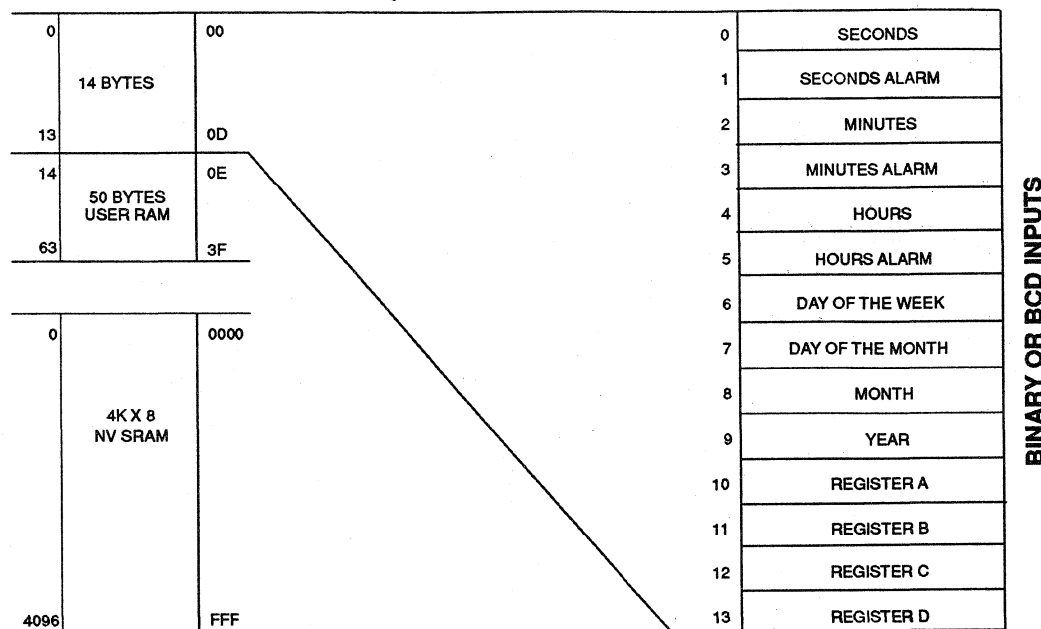 0
00
14 BYTES
13
0D
14
0E
50 BYTES
USER RAM
63
3F
0
0000
4K X 8
NV SRAM
4096
FFF
0 SECONDS
1 SECONDS ALARM
2 MINUTES
3 MINUTES ALARM
4 HOURS
5 HOURS ALARM
6 DAY OF THE WEEK
7 DAY OF THE MONTH
8 MONTH
9 YEAR
10 REGISTER A
11 REGISTER B
12 REGISTER C
13 REGISTER D
BINARY OR BCD INPUTS